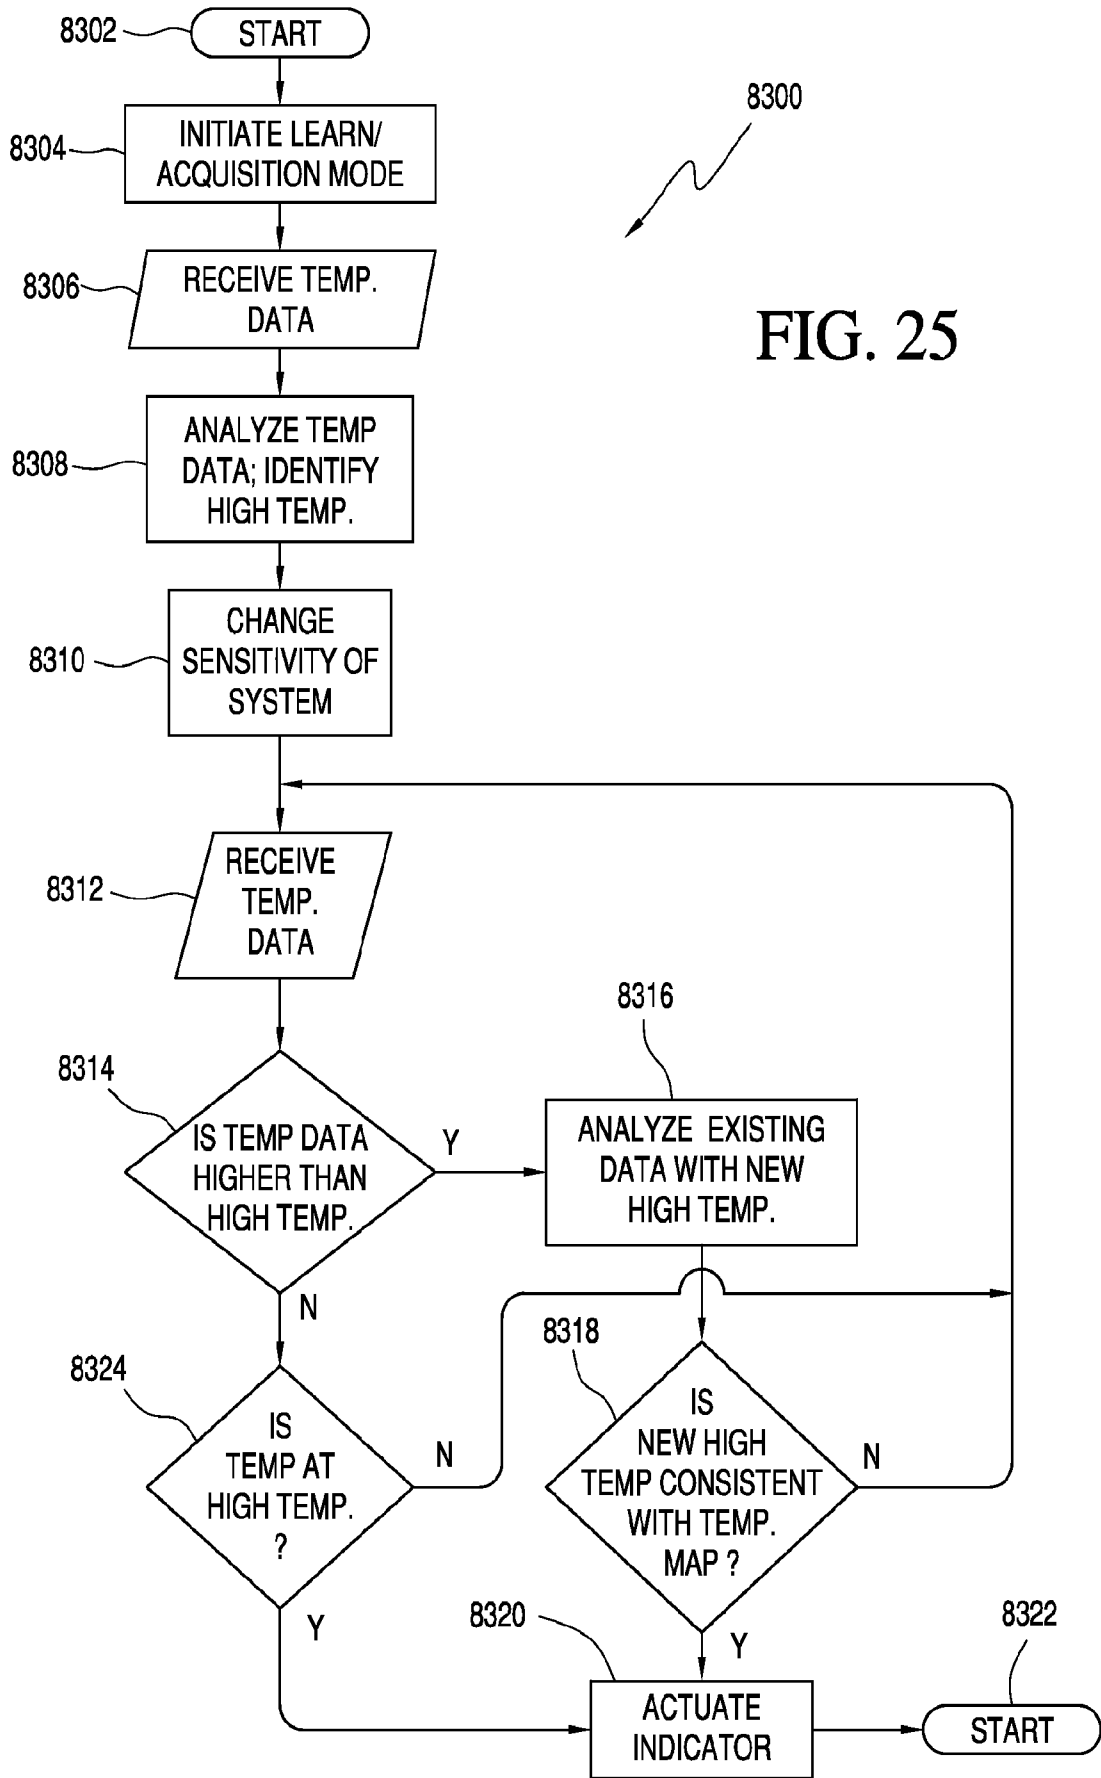 8302
START
8300
8304
INITIATE LEARN/
ACQUISITION MODE
8306
RECEIVE TEMP.
DATA
FIG. 25
8308
ANALYZE TEMP
DATA; IDENTIFY
HIGH TEMP.
8310
CHANGE
SENSITIVITY OF
SYSTEM
8312
RECEIVE
TEMP.
DATA
8314
IS TEMP DATA
HIGHER THAN
HIGH TEMP.
Y
N
8316
ANALYZE EXISTING
DATA WITH NEW
HIGH TEMP.
8324
IS
TEMP AT
HIGH TEMP.
?
N
Y
8318
IS
NEW HIGH
TEMP CONSISTENT
WITH TEMP.
MAP ?
N
Y
8320
ACTUATE
INDICATOR
8322
START